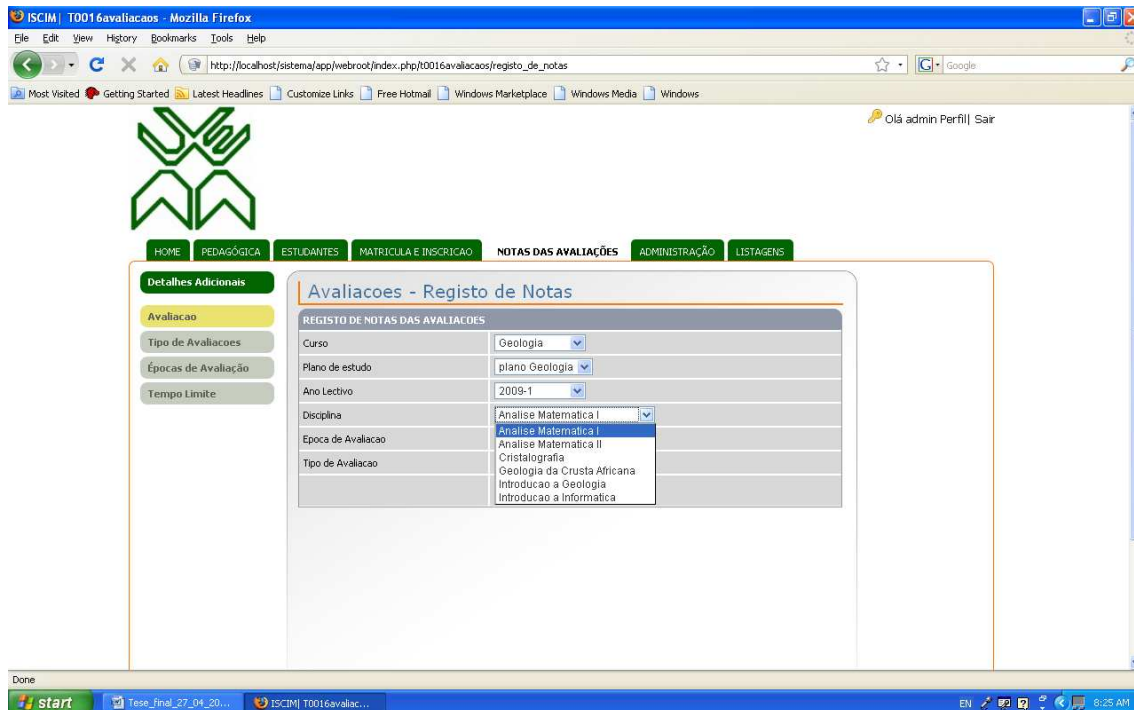 ISCIM| T0016avaliacaos - Mozilla Firefox
File Edit View History Bookmarks Tools Help
http://localhost/sistema/app/webroot/index.php/t0016avaliacaos/registo_de_notas
Google
Most Visited Getting Started Latest Headlines Customize Links Free Hotmail Windows Marketplace Windows Media Windows
Olá admin Perfil| Sair
HOME PEDAGÓGICA ESTUDANTES MATRICULA E INSCRICAO NOTAS DAS AVALIAÇÕES ADMINISTRAÇÃO LISTAGENS
Detalhes Adicionais
Avaliacao
Tipo de Avaliacoes
Épocas de Avaliação
Tempo Limite
Avaliacoes - Registo de Notas
REGISTO DE NOTAS DAS AVALIACOES
Curso Geologia
Plano de estudo plano Geologia
Ano Lectivo 2009-1
Disciplina Analise Matematica I
Analise Matematica I
Analise Matematica II
Cristalografia
Geologia da Crusta Africana
Introducao a Geologia
Introducao a Informatica
Epoca de Avaliacao
Tipo de Avaliacao
Done
start Tese_final_27_04_20... ISCIM| T0016avaliac... EN 8:25 AM